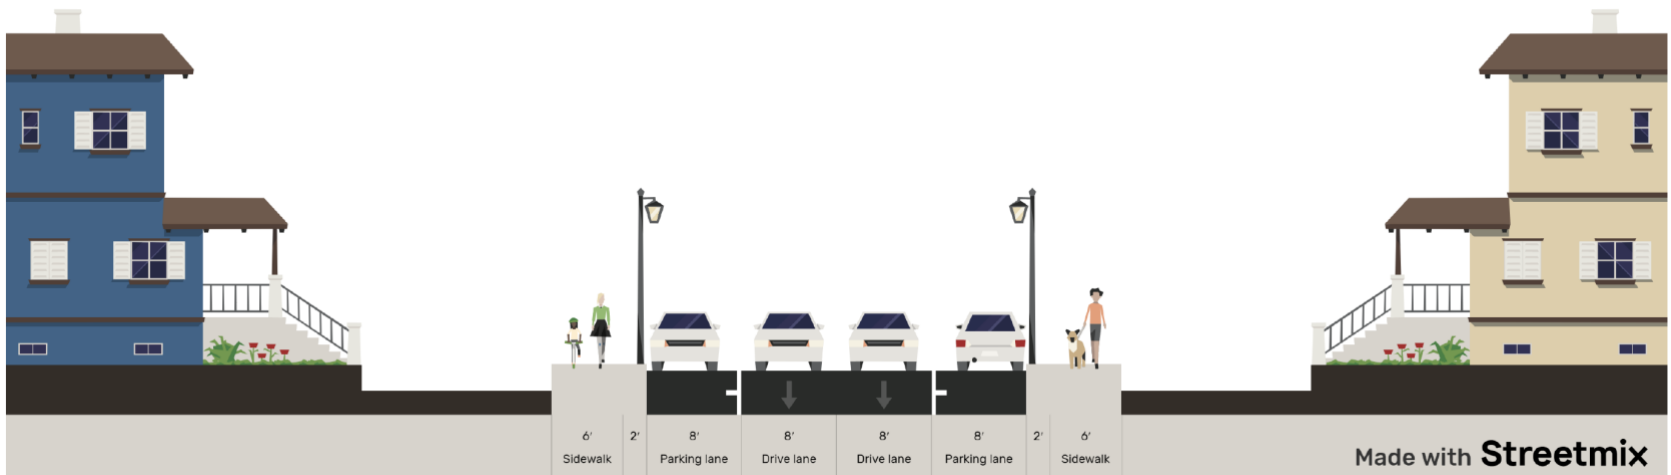 6' 2' 8' 8' 8' 8' 2' 6'
Sidewalk Parking lane Drive lane Drive lane Parking lane Sidewalk
Made with Streetmix